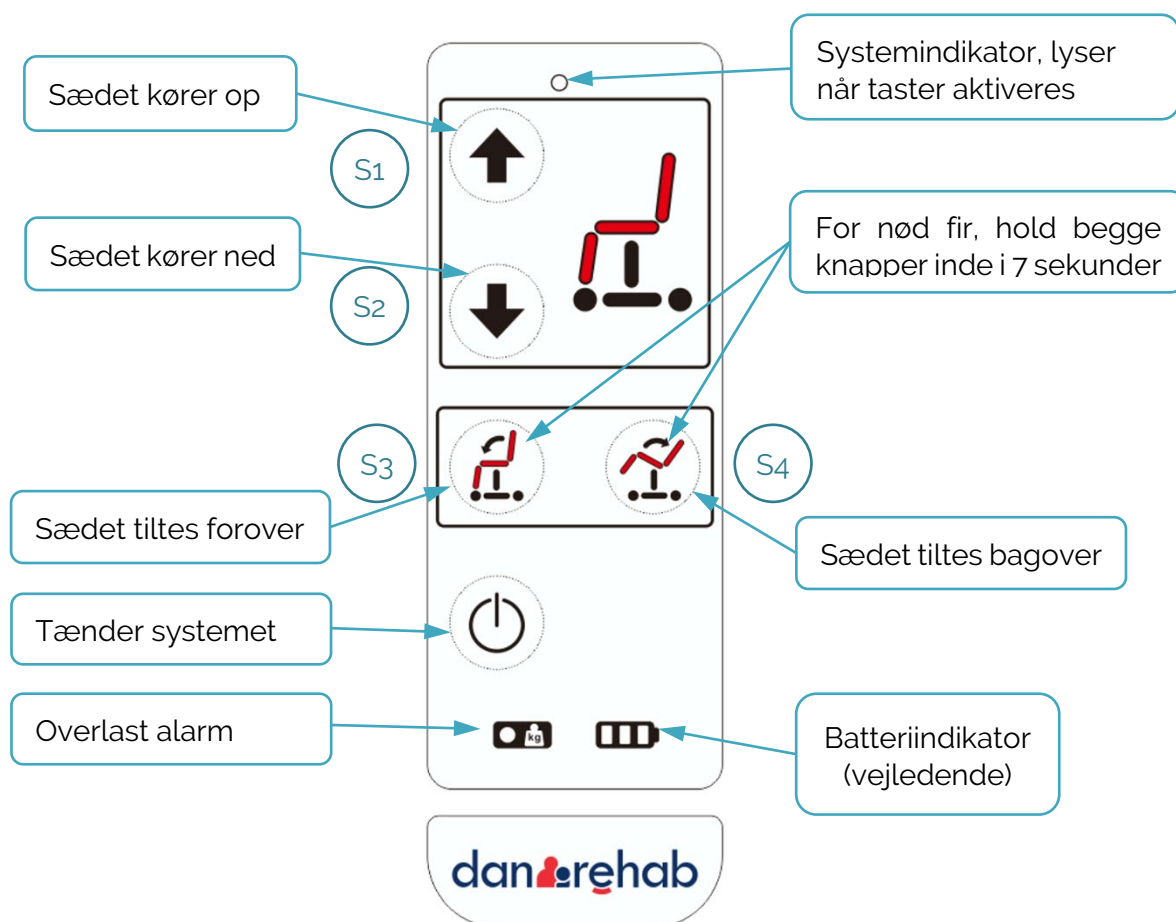 Systemindikator, lyser
når taster aktiveres
Sædet kører op
S1
For nød fir, hold begge
knapper inde i 7 sekunder
Sædet kører ned
S2
S3
S4
Sædet tiltes forover
Sædet tiltes bagover
Tænder systemet
Overlast alarm
kg
Batteriindikator
(vejledende)
dan rehab